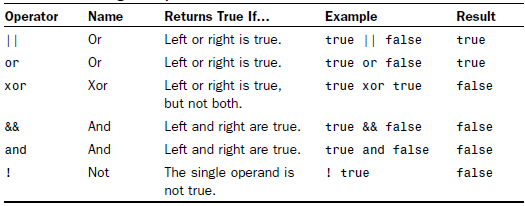 Operator Name Returns True If... Example Result
|| Or Left or right is true. true || false true
or Or Left or right is true. true or false true
xor Xor Left or right is true, true xor true false
but not both.
&& And Left and right are true. true && false false
and And Left and right are true. true and false false
! Not The single operand is ! true false
not true.